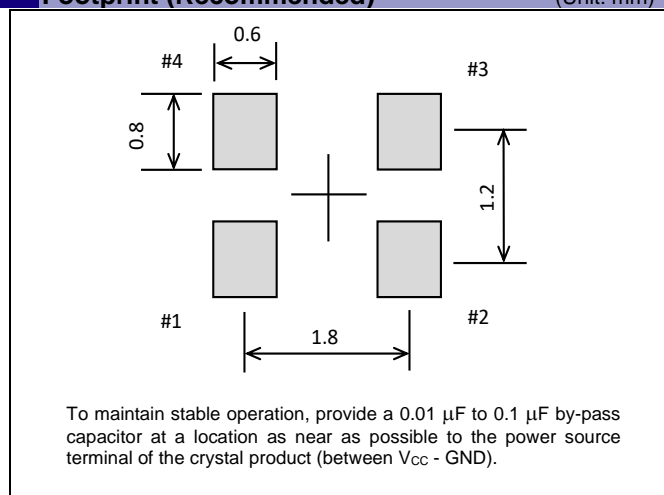 Footprint (Recommended) (Unit: mm)
0.6
#4
#3
0.8
1.2
#1
1.8
#2
To maintain stable operation, provide a 0.01 μF to 0.1 μF by-pass
capacitor at a location as near as possible to the power source
terminal of the crystal product (between VCC - GND).